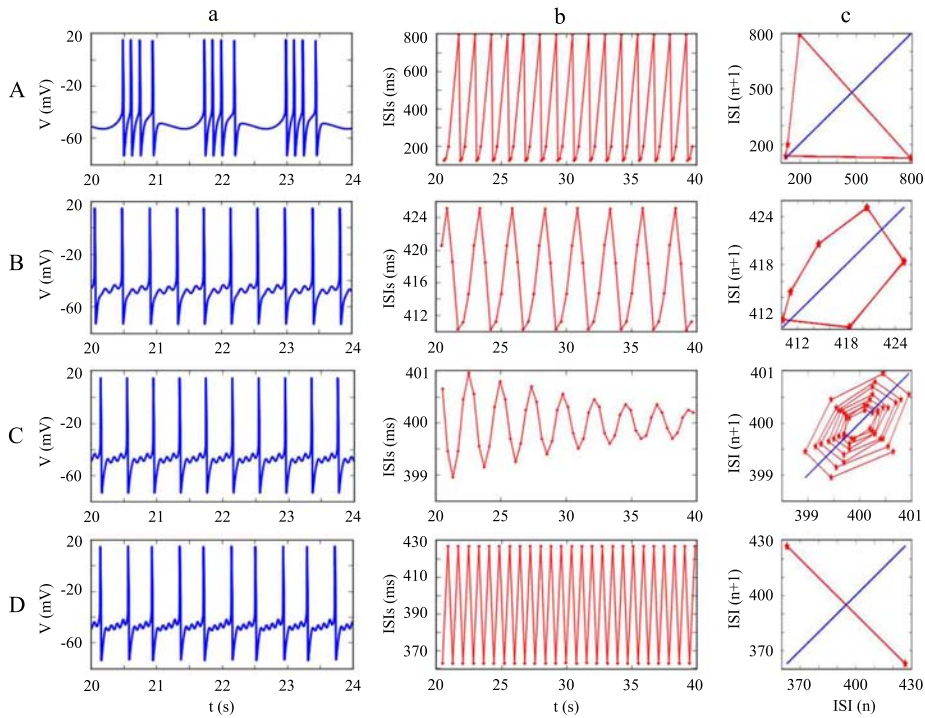 a b c
A
V (mV)
20
-20
-60
20 21 22 23 24
ISIs (ms)
800
600
400
200
20 25 30 35 40
ISI (n+1)
800
500
200
200 500 800
B
V (mV)
20
-20
-60
20 21 22 23 24
ISIs (ms)
424
420
416
410
20 25 30 35 40
ISI (n+1)
424
418
412
412 418 424
C
V (mV)
20
-20
-60
20 21 22 23 24
ISIs (ms)
401
400
399
20 25 30 35 40
ISI (n+1)
401
400
399
399 400 401
D
V (mV)
20
-20
-60
20 21 22 23 24
t (s)
ISIs (ms)
430
410
390
360
20 25 30 35 40
t (s)
ISI (n+1)
430
400
360
370 400 430
ISI (n)